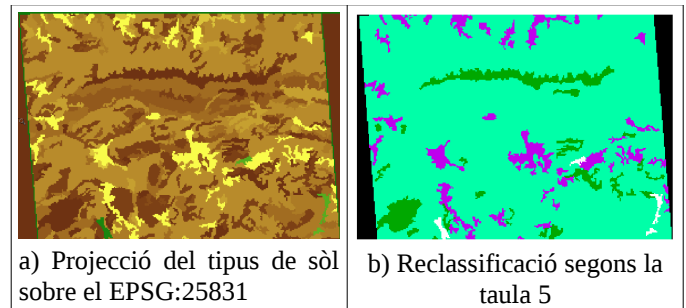 a) Projecció del tipus de sòl
sobre el EPSG:25831
b) Reclassificació segons la
taula 5